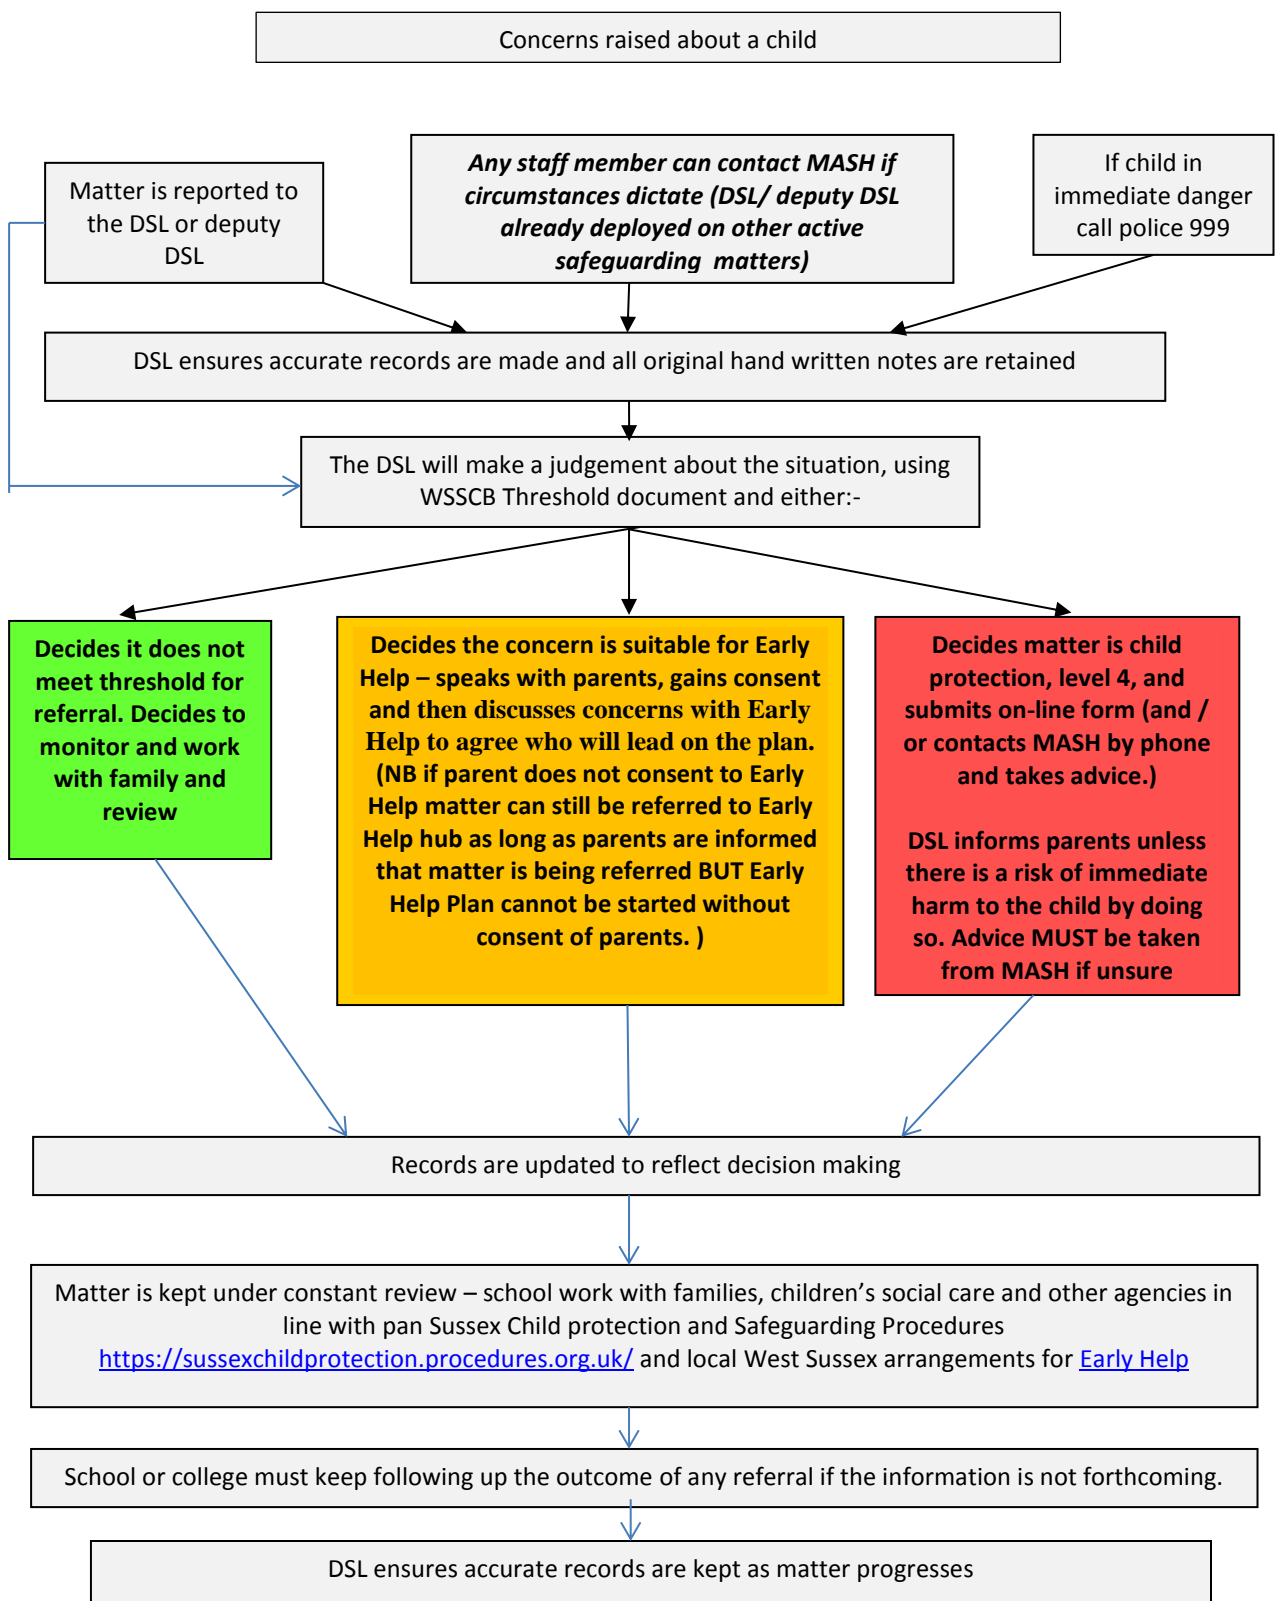 Concerns raised about a child
Matter is reported to
the DSL or deputy
DSL
Any staff member can contact MASH if
circumstances dictate (DSL/ deputy DSL
already deployed on other active
safeguarding matters)
If child in
immediate danger
call police 999
DSL ensures accurate records are made and all original hand written notes are retained
The DSL will make a judgement about the situation, using
WSSCB Threshold document and either:-
Decides it does not
meet threshold for
referral. Decides to
monitor and work
with family and
review
Decides the concern is suitable for Early
Help – speaks with parents, gains consent
and then discusses concerns with Early
Help to agree who will lead on the plan.
(NB if parent does not consent to Early
Help matter can still be referred to Early
Help hub as long as parents are informed
that matter is being referred BUT Early
Help Plan cannot be started without
consent of parents. )
Decides matter is child
protection, level 4, and
submits on-line form (and /
or contacts MASH by phone
and takes advice.)
DSL informs parents unless
there is a risk of immediate
harm to the child by doing
so. Advice MUST be taken
from MASH if unsure
Records are updated to reflect decision making
Matter is kept under constant review – school work with families, children’s social care and other agencies in
line with pan Sussex Child protection and Safeguarding Procedures
https://sussexchildprotection.procedures.org.uk/ and local West Sussex arrangements for Early Help
School or college must keep following up the outcome of any referral if the information is not forthcoming.
DSL ensures accurate records are kept as matter progresses